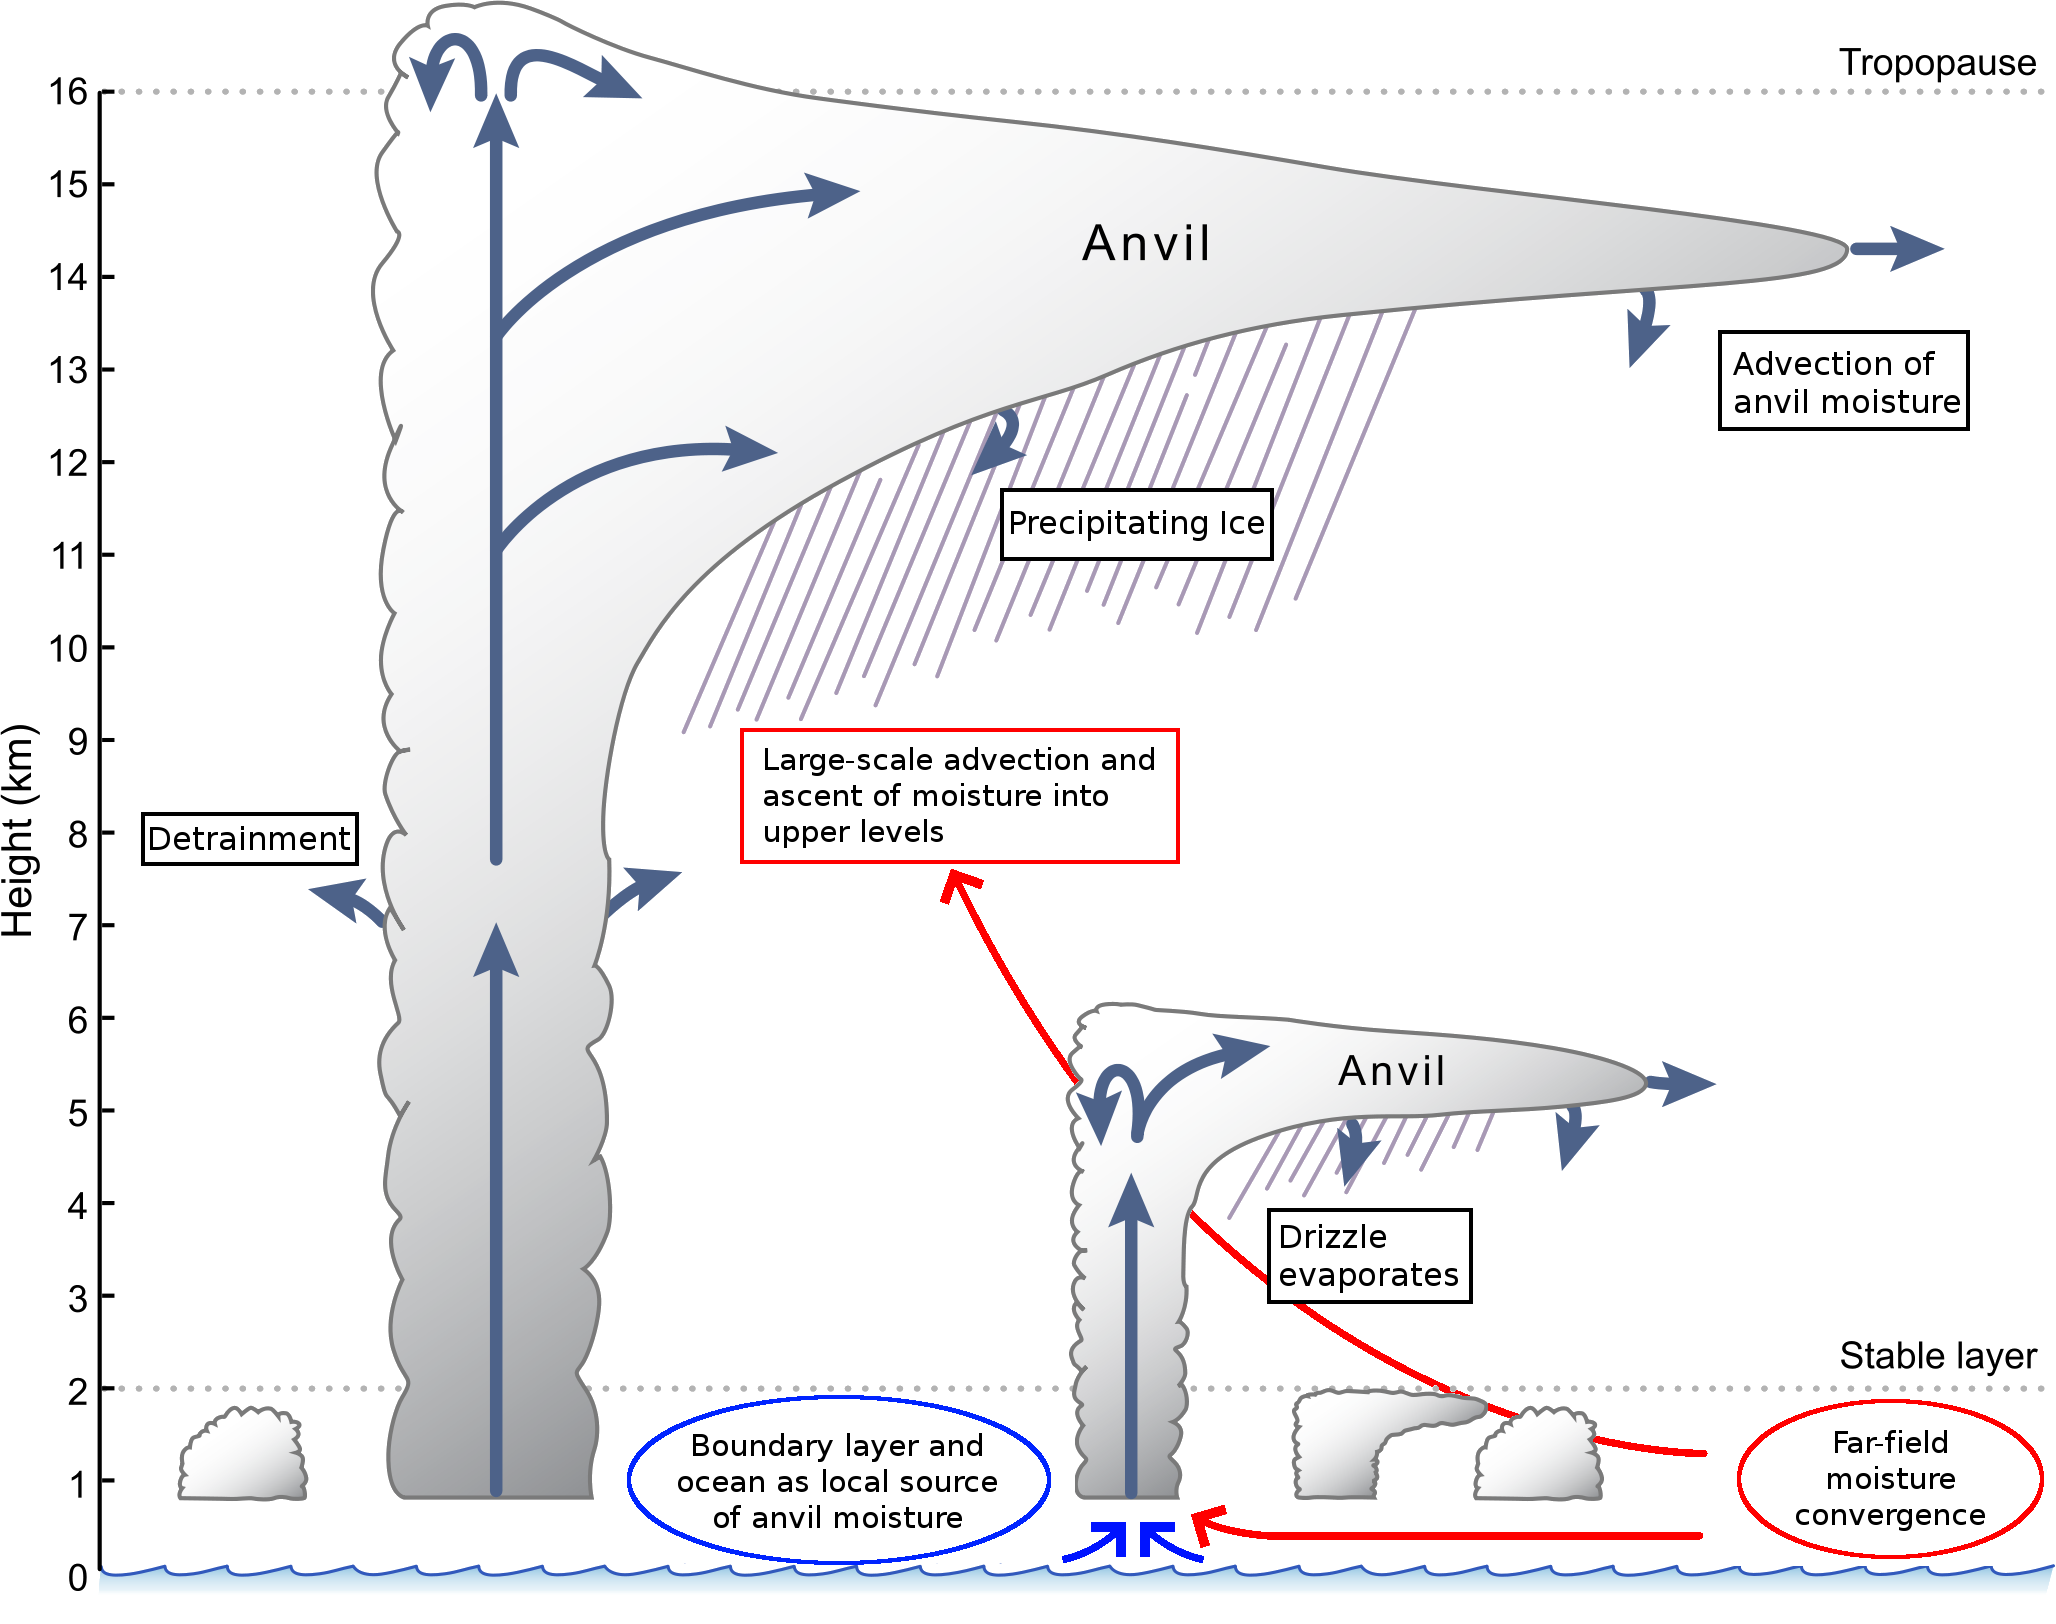 Tropopause
16
15
14
13
12
11
10
9
8
7
6
5
4
3
2
1
0
Height (km)
Anvil
Advection of
anvil moisture
Precipitating Ice
Large-scale advection and
ascent of moisture into
upper levels
Detrainment
Anvil
Drizzle
evaporates
Stable layer
Boundary layer and
ocean as local source
of anvil moisture
Far-field
moisture
convergence